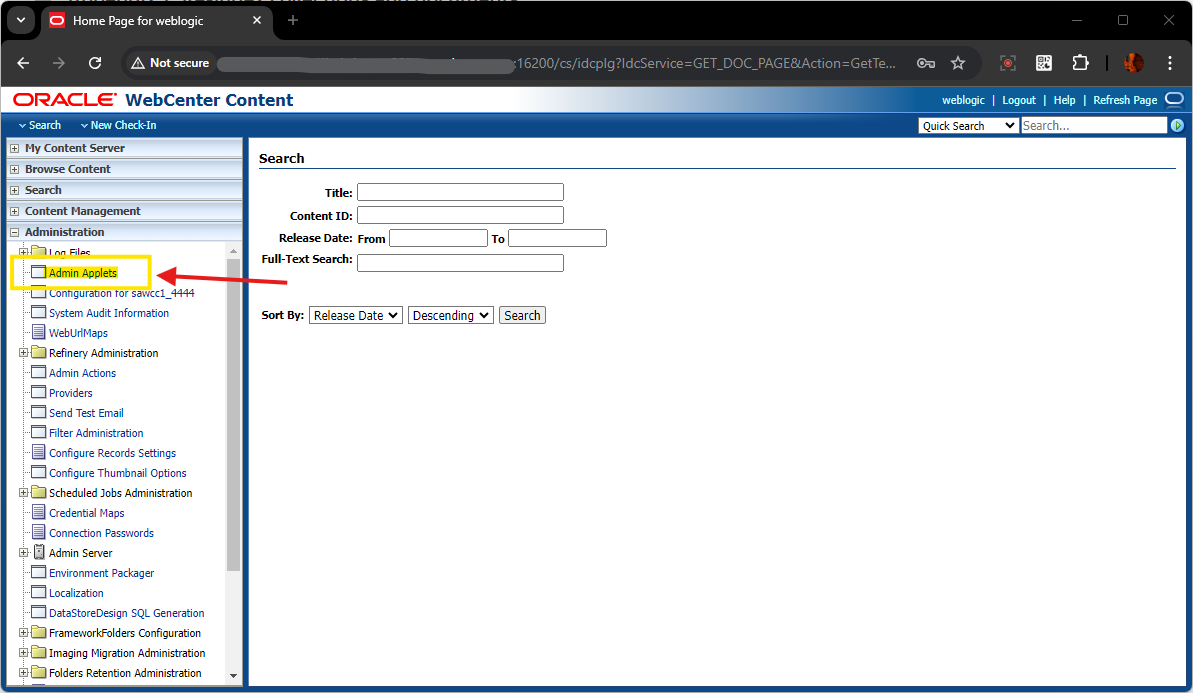 Home Page for weblogic
Not secure
:16200/cs/idcplg?IdcService=GET_DOC_PAGE&Action=GetTe...
ORACLE WebCenter Content
weblogic | Logout | Help | Refresh Page
Search
New Check-In
Quick Search
Search...
My Content Server
Browse Content
Search
Content Management
Administration
Log Files
Admin Applets
Configuration for sawcc1_4444
System Audit Information
WebUrlMaps
Refinery Administration
Admin Actions
Providers
Send Test Email
Filter Administration
Configure Records Settings
Configure Thumbnail Options
Scheduled Jobs Administration
Credential Maps
Connection Passwords
Admin Server
Environment Packager
Localization
DataStoreDesign SQL Generation
FrameworkFolders Configuration
Imaging Migration Administration
Folders Retention Administration
Search
Title:
Content ID:
Release Date: From To
Full-Text Search:
Sort By: Release Date Descending Search